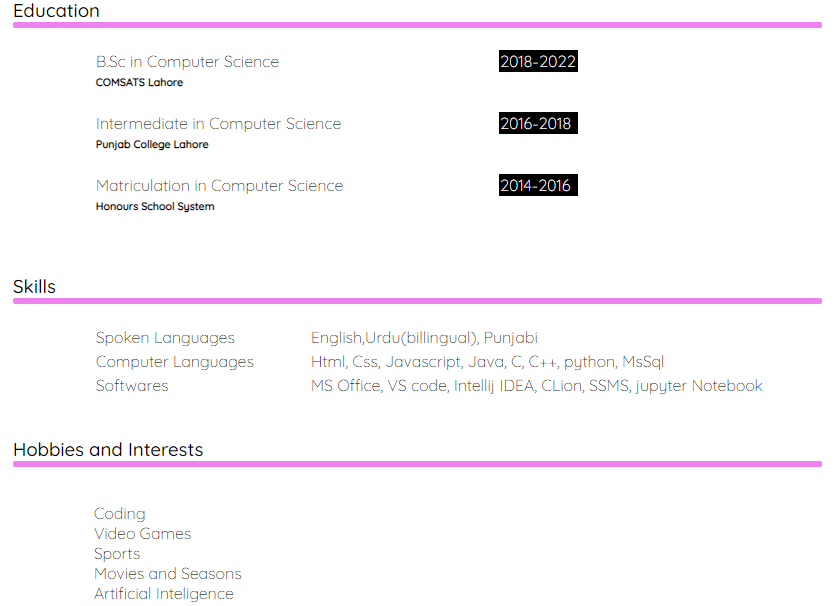 Education
B.Sc in Computer Science 2018-2022
COMSATS Lahore
Intermediate in Computer Science 2016-2018
Punjab College Lahore
Matriculation in Computer Science 2014-2016
Honours School System
Skills
Spoken Languages English,Urdu(billingual), Punjabi
Computer Languages Html, Css, Javascript, Java, C, C++, python, MsSql
Softwares MS Office, VS code, Intellij IDEA, CLion, SSMS, jupyter Notebook
Hobbies and Interests
Coding
Video Games
Sports
Movies and Seasons
Artificial Inteligence